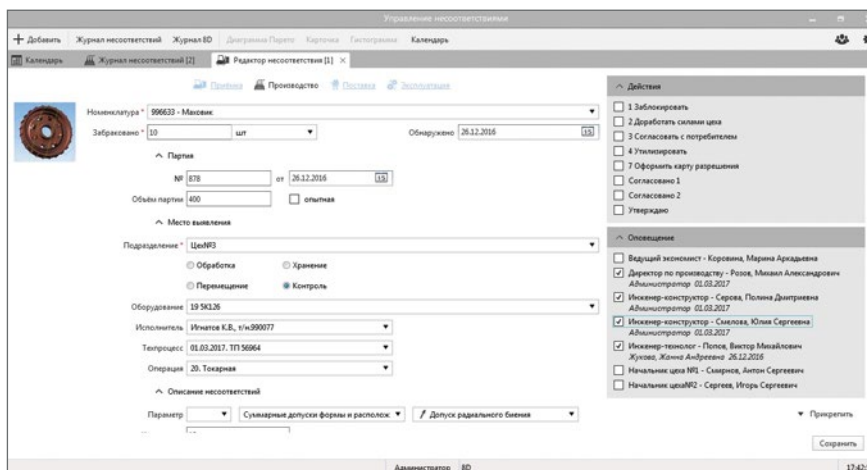 Управление несоответствиями
Добавить Журнал несоответствий Журнал 8D Диаграмма Парето Карточка Гистограмма Календарь
Календарь Журнал несоответствий [2] Редактор несоответствия [1]
Приёмка Производство Поставка Эксплуатация
Номенклатура * 996633 - Маховик
Забраковано * 10 шт Обнаружено 26.12.2016 15
Партия
№ 878 от 26.12.2016 15
Объём партии 400 опытная
Место выявления
Подразделение * Цех№3
Обработка Хранение
Перемещение Контроль
Оборудование 19 5К126
Исполнитель Игнатов К.В., т/н:990077
Техпроцесс 01.03.2017. ТП 56964
Операция 20. Токарная
Описание несоответствий
Параметр Суммарные допуски формы и располож: Допуск радиального биения
Действия
1 Заблокировать
2 Доработать силами цеха
3 Согласовать с потребителем
4 Утилизировать
7 Оформить карту разрешения
Согласовано 1
Согласовано 2
Утверждаю
Оповещение
Ведущий экономист - Коровина, Марина Аркадьевна
Директор по производству - Розов, Михаил Александрович
Администратор 01.03.2017
Инженер-конструктор - Серова, Полина Дмитриевна
Администратор 01.03.2017
Инженер-конструктор - Смелова, Юлия Сергеевна
Администратор 01.03.2017
Инженер-технолог - Попов, Виктор Михайлович
Жукова, Жанна Андреевна 26.12.2016
Начальник цеха №1 - Смирнов, Антон Сергеевич
Начальник цеха№2 - Сергеев, Игорь Сергеевич
Прикрепить
Сохранить
Администратор 8D 17:42: